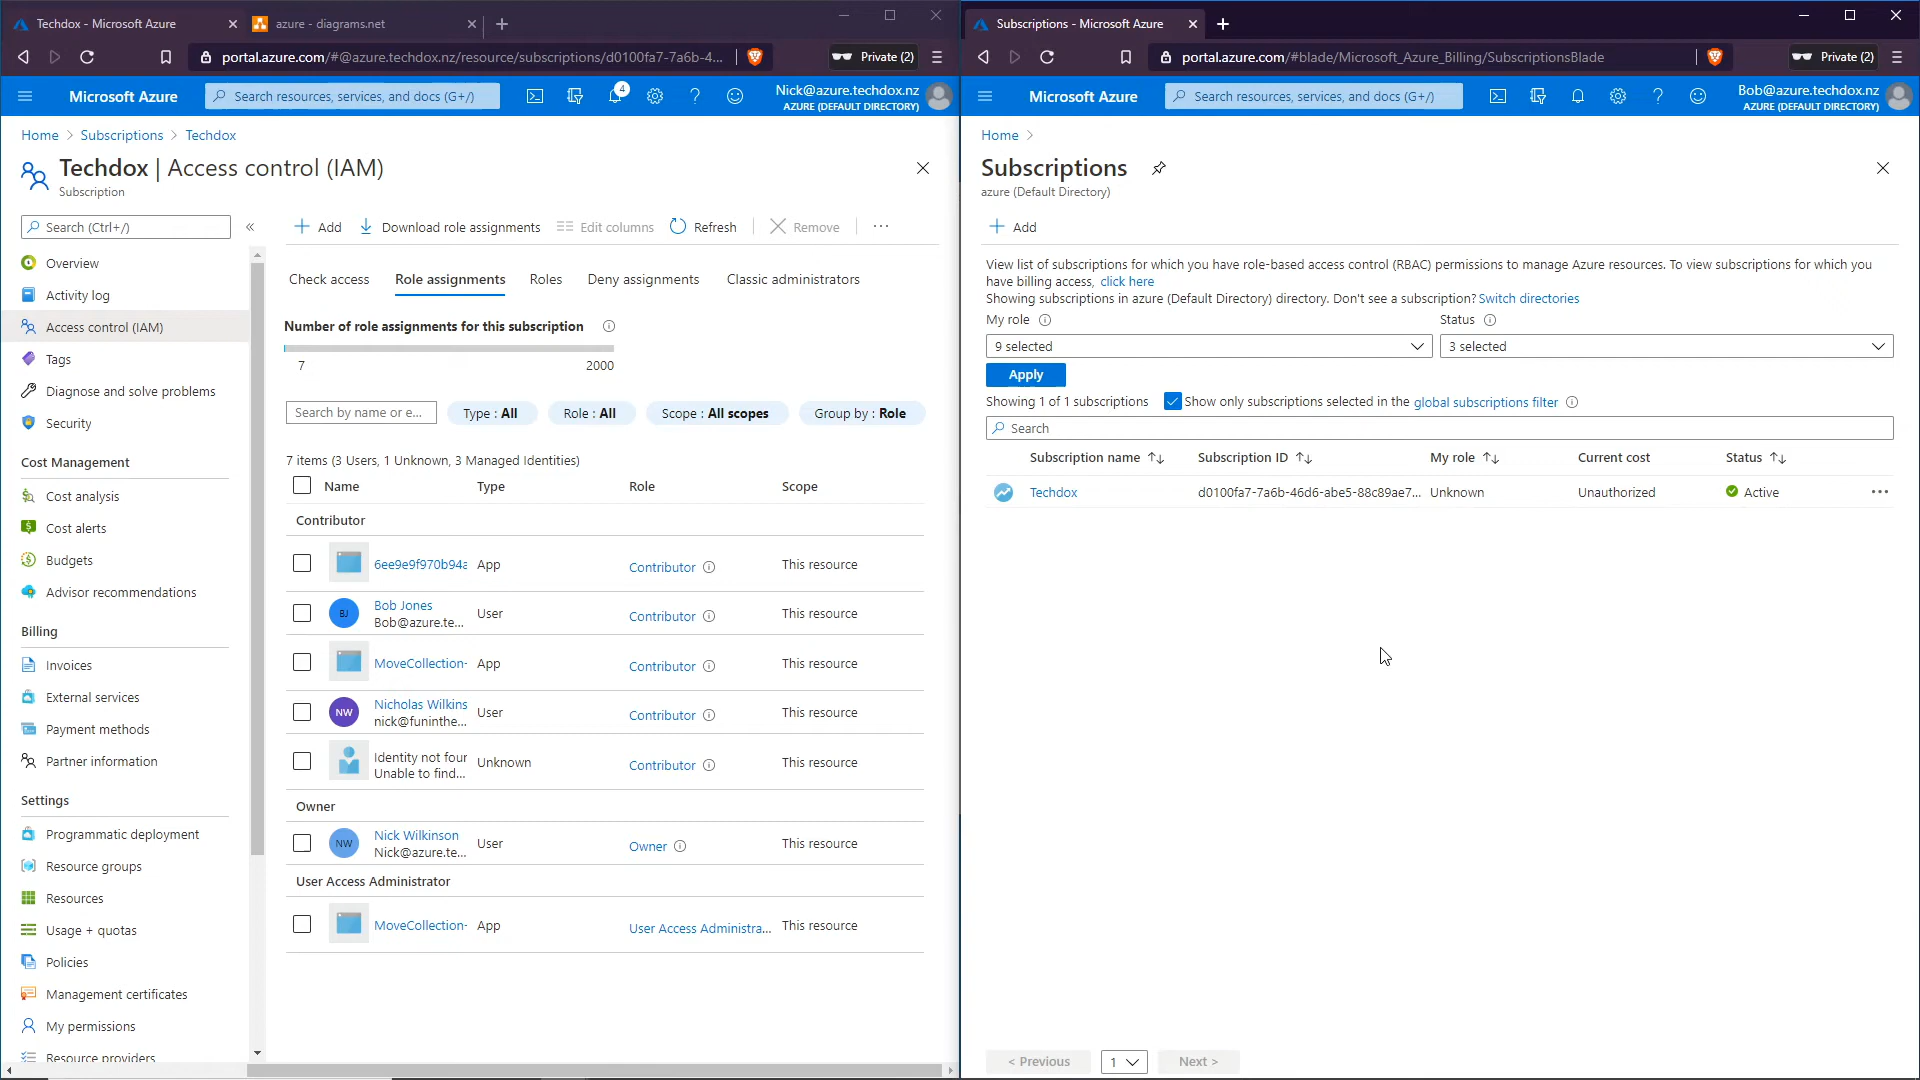 Techdox - Microsoft Azure
azure - diagrams.net
portal.azure.com/#@azure.techdox.nz/resource/subscriptions/d0100fa7-7a6b-4...
Private (2)
Microsoft Azure
Search resources, services, and docs (G+/)
4
Nick@azure.techdox.nz
AZURE (DEFAULT DIRECTORY)
Home > Subscriptions > Techdox
Techdox | Access control (IAM)
Subscription
Search (Ctrl+/)
«
Overview
Activity log
Access control (IAM)
Tags
Diagnose and solve problems
Security
Cost Management
Cost analysis
Cost alerts
Budgets
Advisor recommendations
Billing
Invoices
External services
Payment methods
Partner information
Settings
Programmatic deployment
Resource groups
Resources
Usage + quotas
Policies
Management certificates
My permissions
Resource providers
Add
Download role assignments
Edit columns
Refresh
Remove
...
Check access
Role assignments
Roles
Deny assignments
Classic administrators
Number of role assignments for this subscription
7
2000
Search by name or e...
Type : All
Role : All
Scope : All scopes
Group by : Role
7 items (3 Users, 1 Unknown, 3 Managed Identities)
Name Type Role Scope
Contributor
6ee9e9f970b94a App Contributor This resource
BJ
Bob Jones
Bob@azure.te...
User Contributor This resource
MoveCollection- App Contributor This resource
NW
Nicholas Wilkins
nick@funinthe...
User Contributor This resource
Identity not four
Unable to find...
Unknown Contributor This resource
Owner
NW
Nick Wilkinson
Nick@azure.te...
User Owner This resource
User Access Administrator
MoveCollection- App User Access Administra... This resource
Subscriptions - Microsoft Azure
portal.azure.com/#blade/Microsoft_Azure_Billing/SubscriptionsBlade
Private (2)
Microsoft Azure
Search resources, services, and docs (G+/)
Bob@azure.techdox.nz
AZURE (DEFAULT DIRECTORY)
Home >
Subscriptions
azure (Default Directory)
Add
View list of subscriptions for which you have role-based access control (RBAC) permissions to manage Azure resources. To view subscriptions for which you
have billing access, click here
Showing subscriptions in azure (Default Directory) directory. Don't see a subscription? Switch directories
My role
Status
9 selected
3 selected
Apply
Showing 1 of 1 subscriptions
Show only subscriptions selected in the global subscriptions filter
Search
Subscription name Subscription ID My role Current cost Status
Techdox d0100fa7-7a6b-46d6-abe5-88c89ae7... Unknown Unauthorized Active ...
< Previous
1
Next >